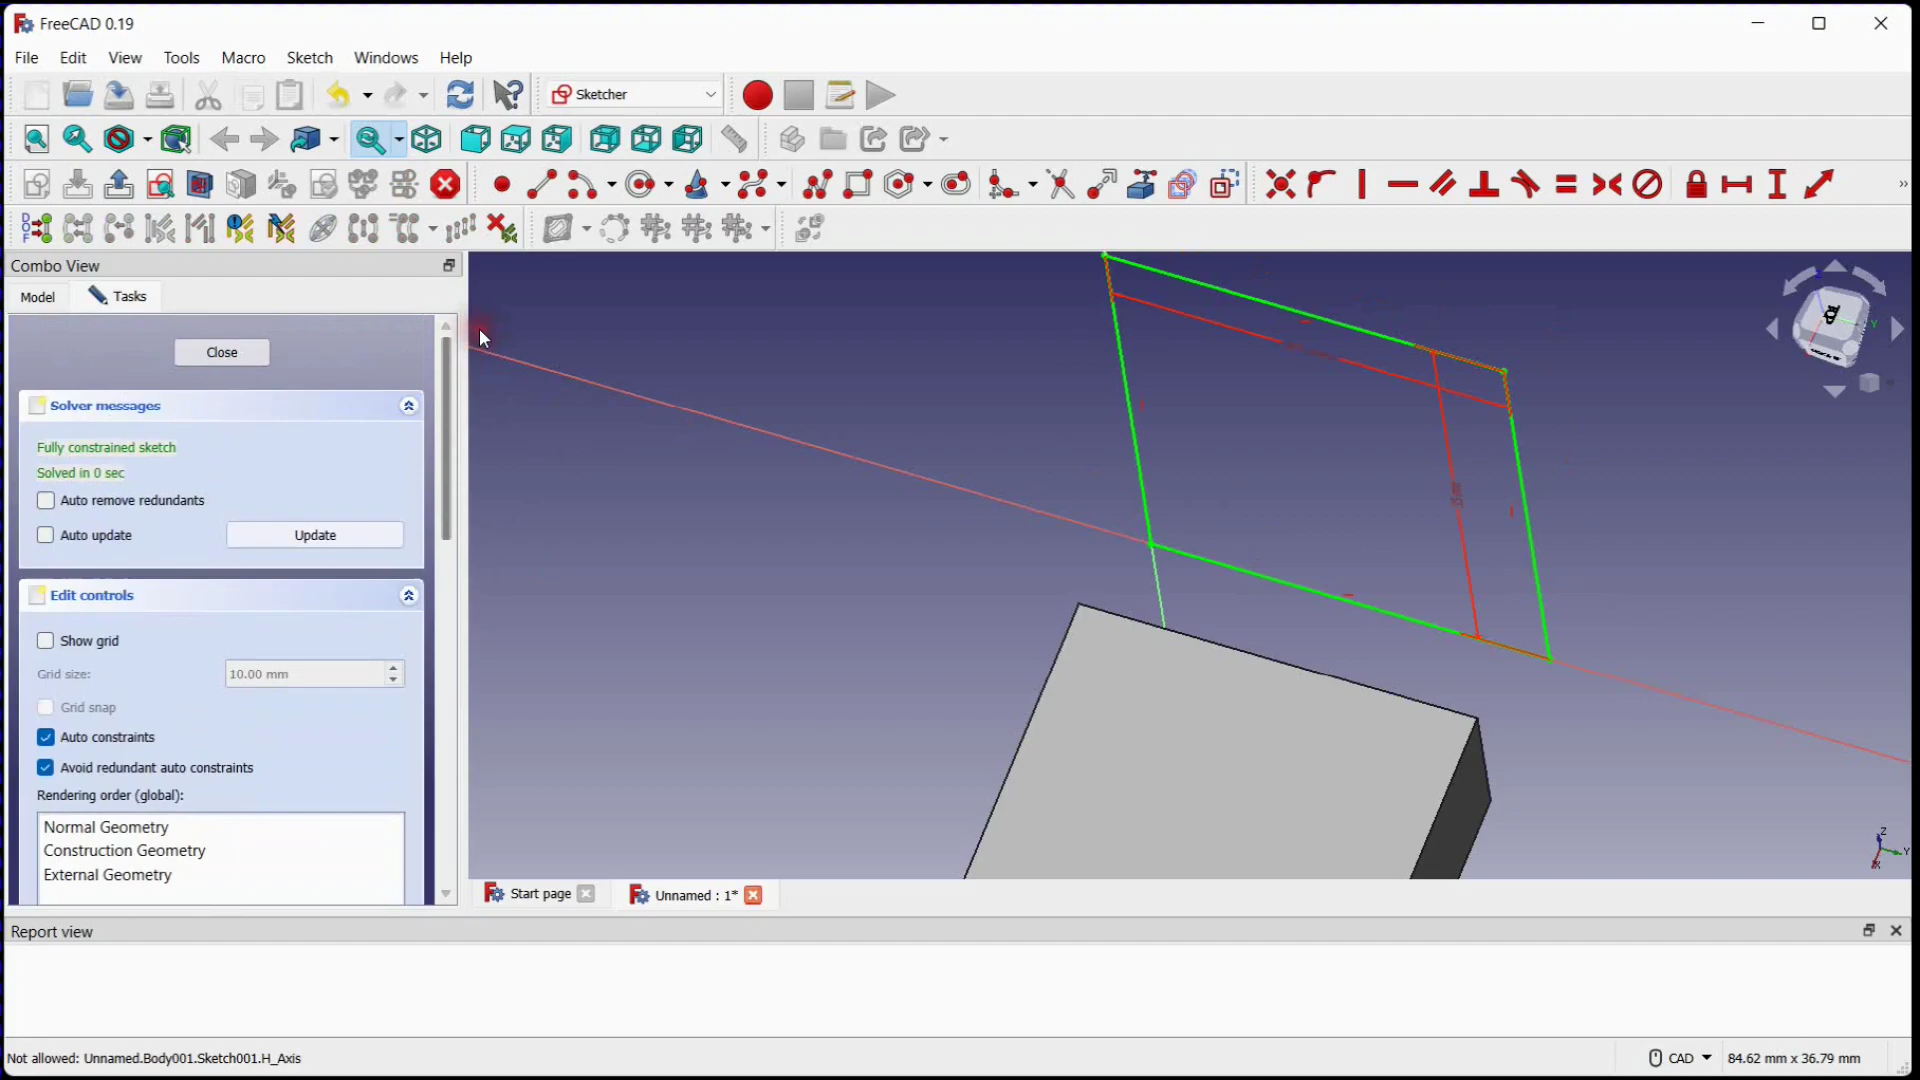 FreeCAD 0.19
File Edit View Tools Macro Sketch Windows Help
Sketcher
Combo View
Model Tasks
Close
Solver messages
Fully constrained sketch
Solved in 0 sec
Auto remove redundants
Auto update Update
Edit controls
Show grid
Grid size: 10.00 mm
Grid snap
Auto constraints
Avoid redundant auto constraints
Rendering order (global):
Normal Geometry
Construction Geometry
External Geometry
Z
Y
X
Y
Start page Unnamed : 1*
Report view
Not allowed: Unnamed.Body001.Sketch001.H_Axis CAD 84.62 mm x 36.79 mm